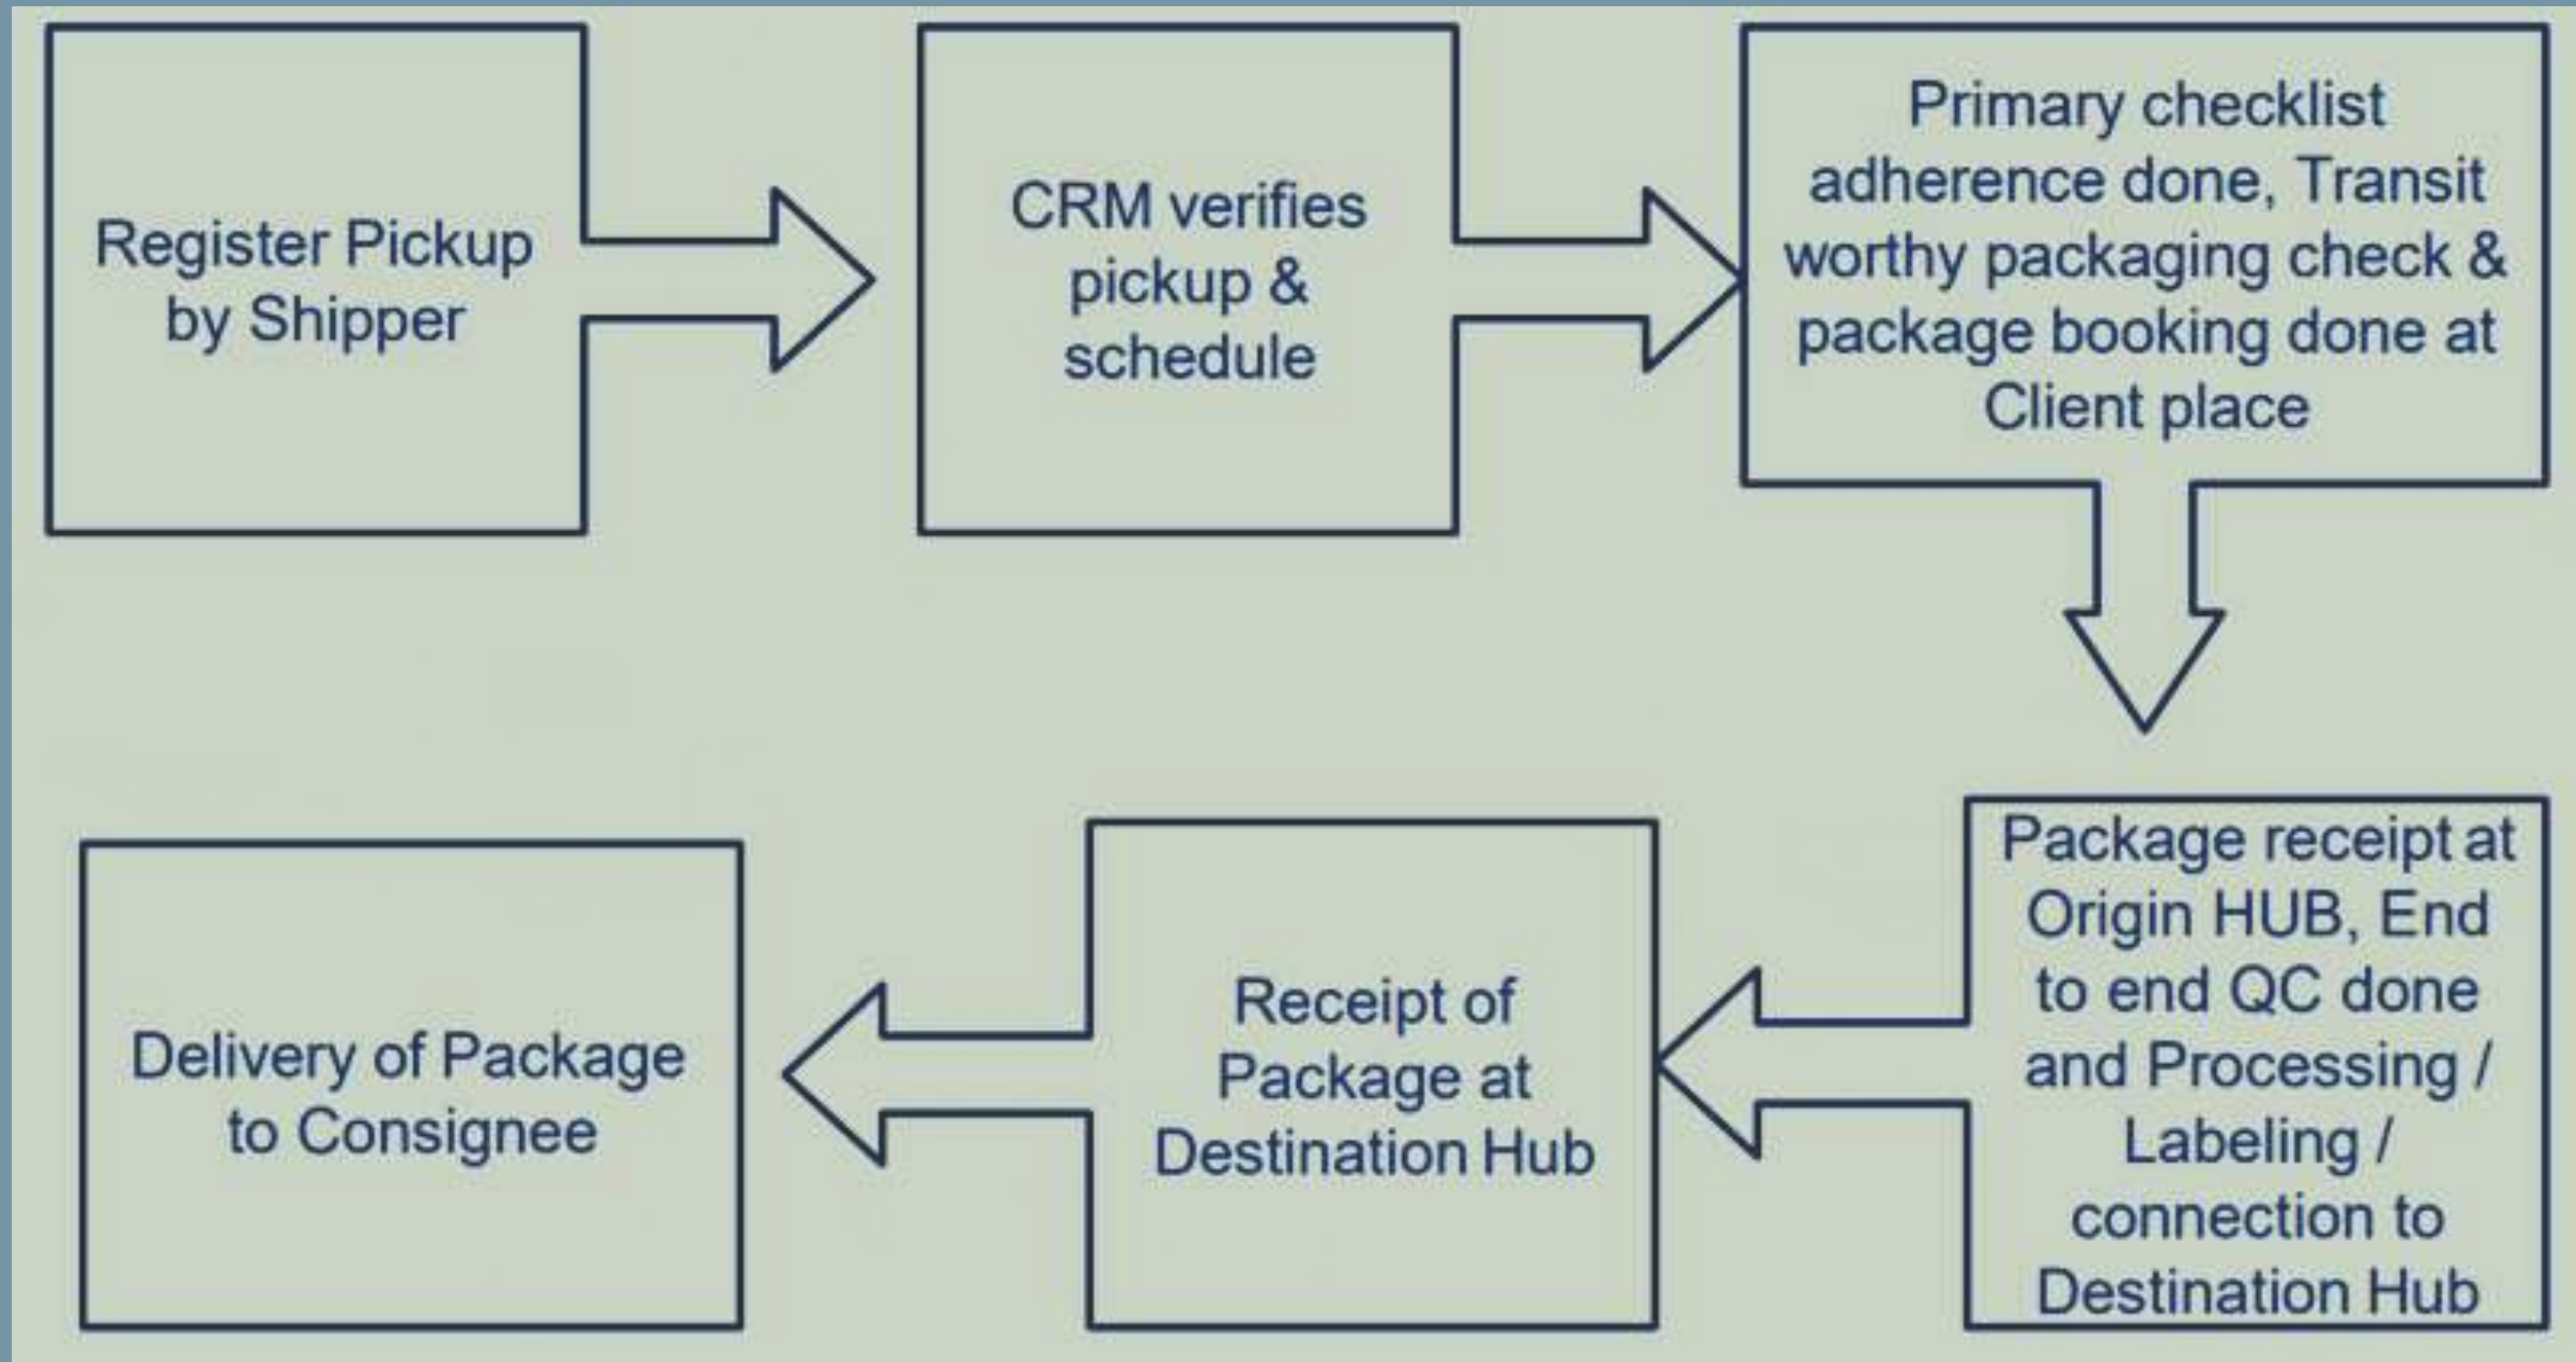 Register Pickup
by Shipper
CRM verifies
pickup &
schedule
Primary checklist
adherence done, Transit
worthy packaging check &
package booking done at
Client place
Package receipt at
Origin HUB, End
to end QC done
and Processing /
Labeling /
connection to
Destination Hub
Receipt of
Package at
Destination Hub
Delivery of Package
to Consignee